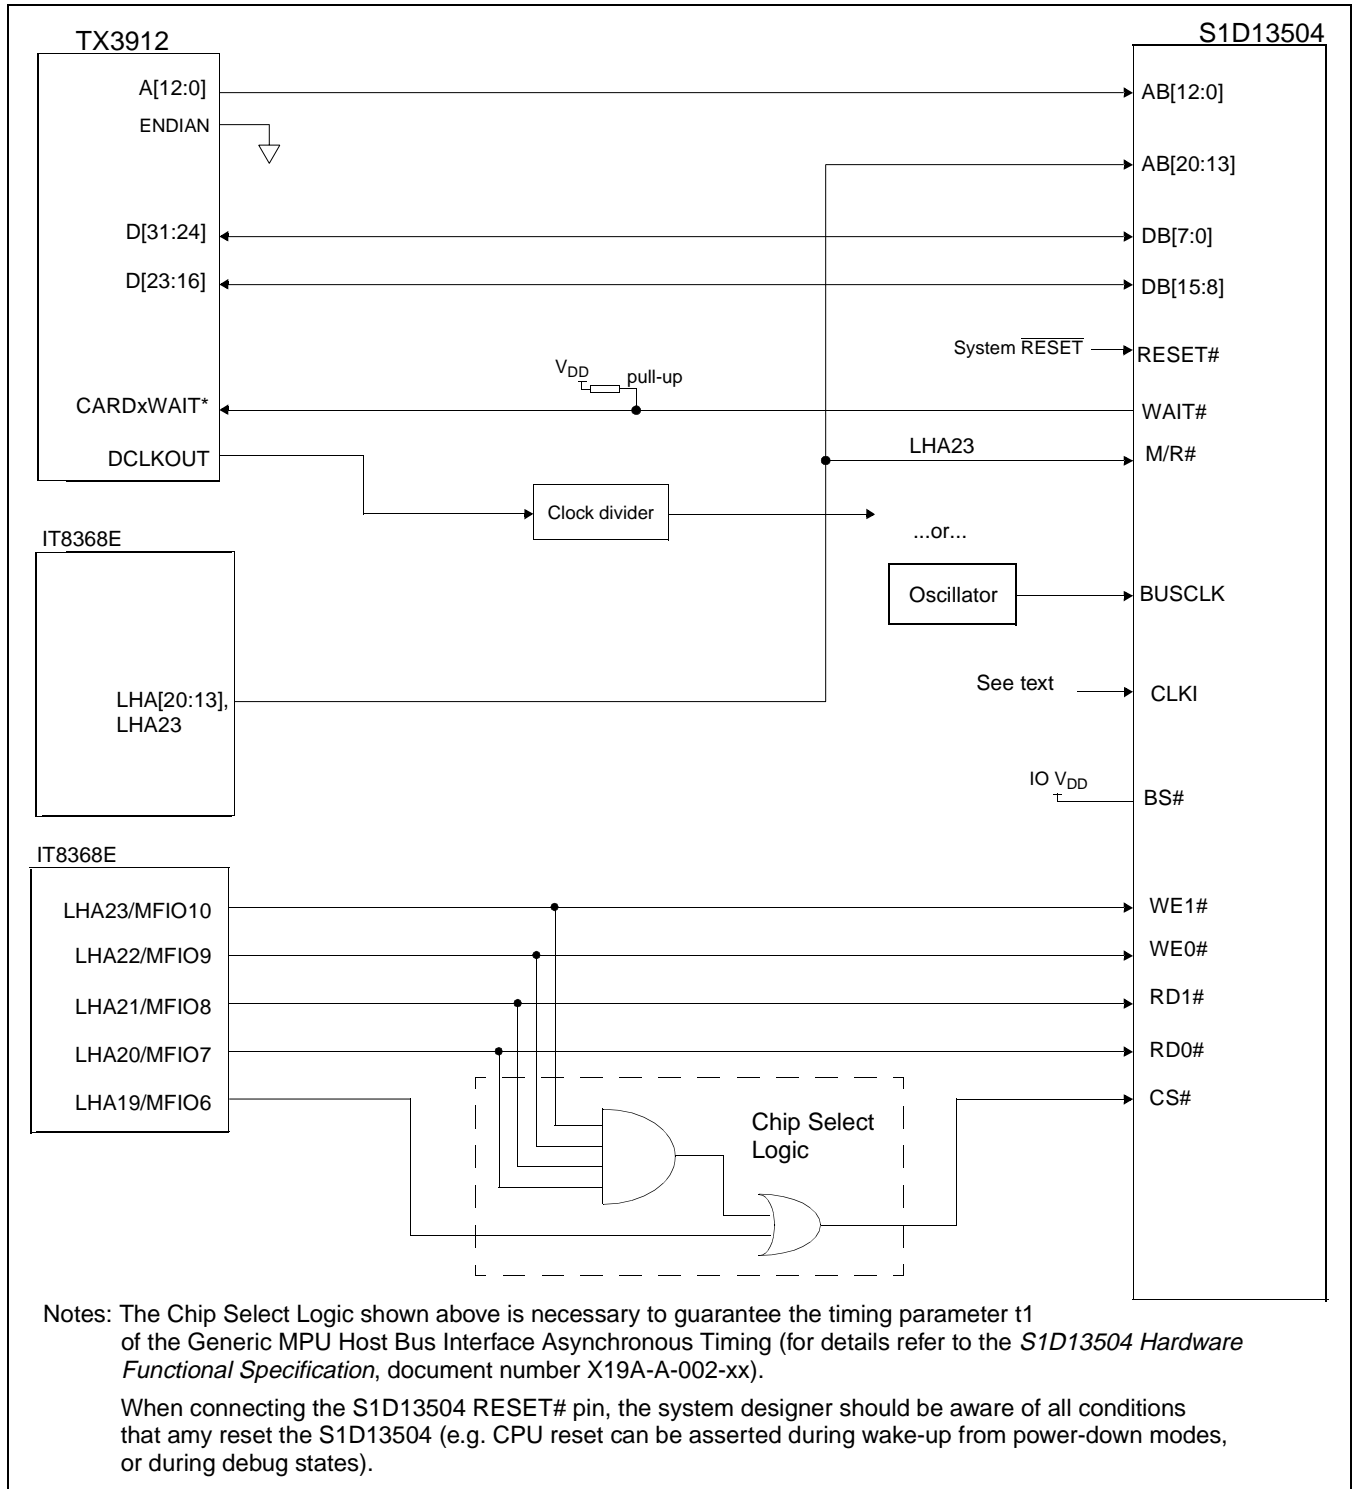 TX3912
S1D13504
A[12:0]
AB[12:0]
ENDIAN
AB[20:13]
D[31:24]
DB[7:0]
D[23:16]
DB[15:8]
System RESET
RESET#
VDD
pull-up
CARDxWAIT*
WAIT#
DCLKOUT
LHA23
M/R#
Clock divider
...or...
IT8368E
Oscillator
BUSCLK
See text
CLKI
LHA[20:13],
LHA23
IO VDD
BS#
IT8368E
LHA23/MFIO10
WE1#
LHA22/MFIO9
WE0#
LHA21/MFIO8
RD1#
LHA20/MFIO7
RD0#
LHA19/MFIO6
CS#
Chip Select
Logic
Notes: The Chip Select Logic shown above is necessary to guarantee the timing parameter t1
of the Generic MPU Host Bus Interface Asynchronous Timing (for details refer to the S1D13504 Hardware
Functional Specification, document number X19A-A-002-xx).
When connecting the S1D13504 RESET# pin, the system designer should be aware of all conditions
that amy reset the S1D13504 (e.g. CPU reset can be asserted during wake-up from power-down modes,
or during debug states).